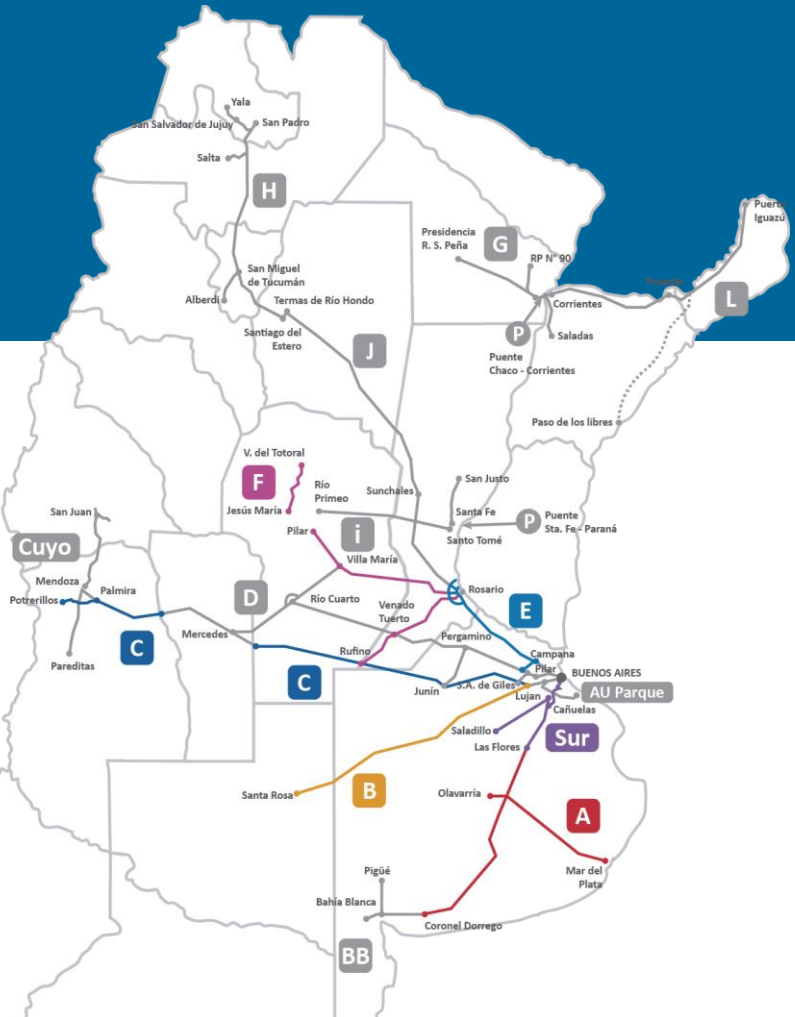 Yala
San Salvador de Jujuy
San Padro
Salta
H
Puerto
Iguazú
Presidencia
R. S. Peña
G
RP N° 90
San Miguel
de Tucumán
Posadas
L
Alberdi
Termas de Río Hondo
Corrientes
Santiago del
Estero
P
Saladas
J
Puente
Chaco - Corrientes
Paso de los libres
V. del Totoral
F
Río
Primeo
Sunchales
San Justo
San Juan
Jesús María
Santa Fe
P
Puente
Sta. Fe - Paraná
Pilar
i
Santo Tomé
Cuyo
Villa María
Mendoza
Palmira
Rosario
Potrerillos
D
Río Cuarto
Venado
Tuerto
E
Mercedes
Pergamino
C
Rufino
Campana
Pareditas
Pilar
BUENOS AIRES
C
Junín
S.A. de Giles
AU Parque
Lujan
Cañuelas
Saladillo
Sur
Las Flores
Santa Rosa
B
Olavarría
A
Pigüé
Mar del
Plata
Bahía Blanca
Coronel Dorrego
BB